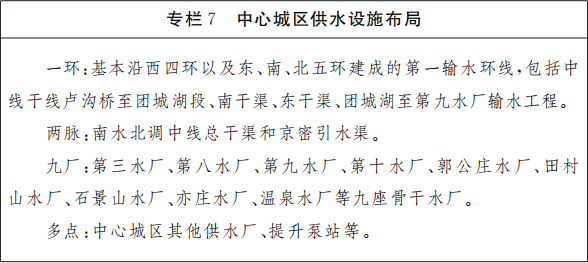 专栏7 中心城区供水设施布局
一环:基本沿西四环以及东、南、北五环建成的第一输水环线,包括中
线干线卢沟桥至团城湖段、南干渠、东干渠、团城湖至第九水厂输水工程。
两脉:南水北调中线总干渠和京密引水渠。
九厂:第三水厂、第八水厂、第九水厂、第十水厂、郭公庄水厂、田村
山水厂、石景山水厂、亦庄水厂、温泉水厂等九座骨干水厂。
多点:中心城区其他供水厂、提升泵站等。